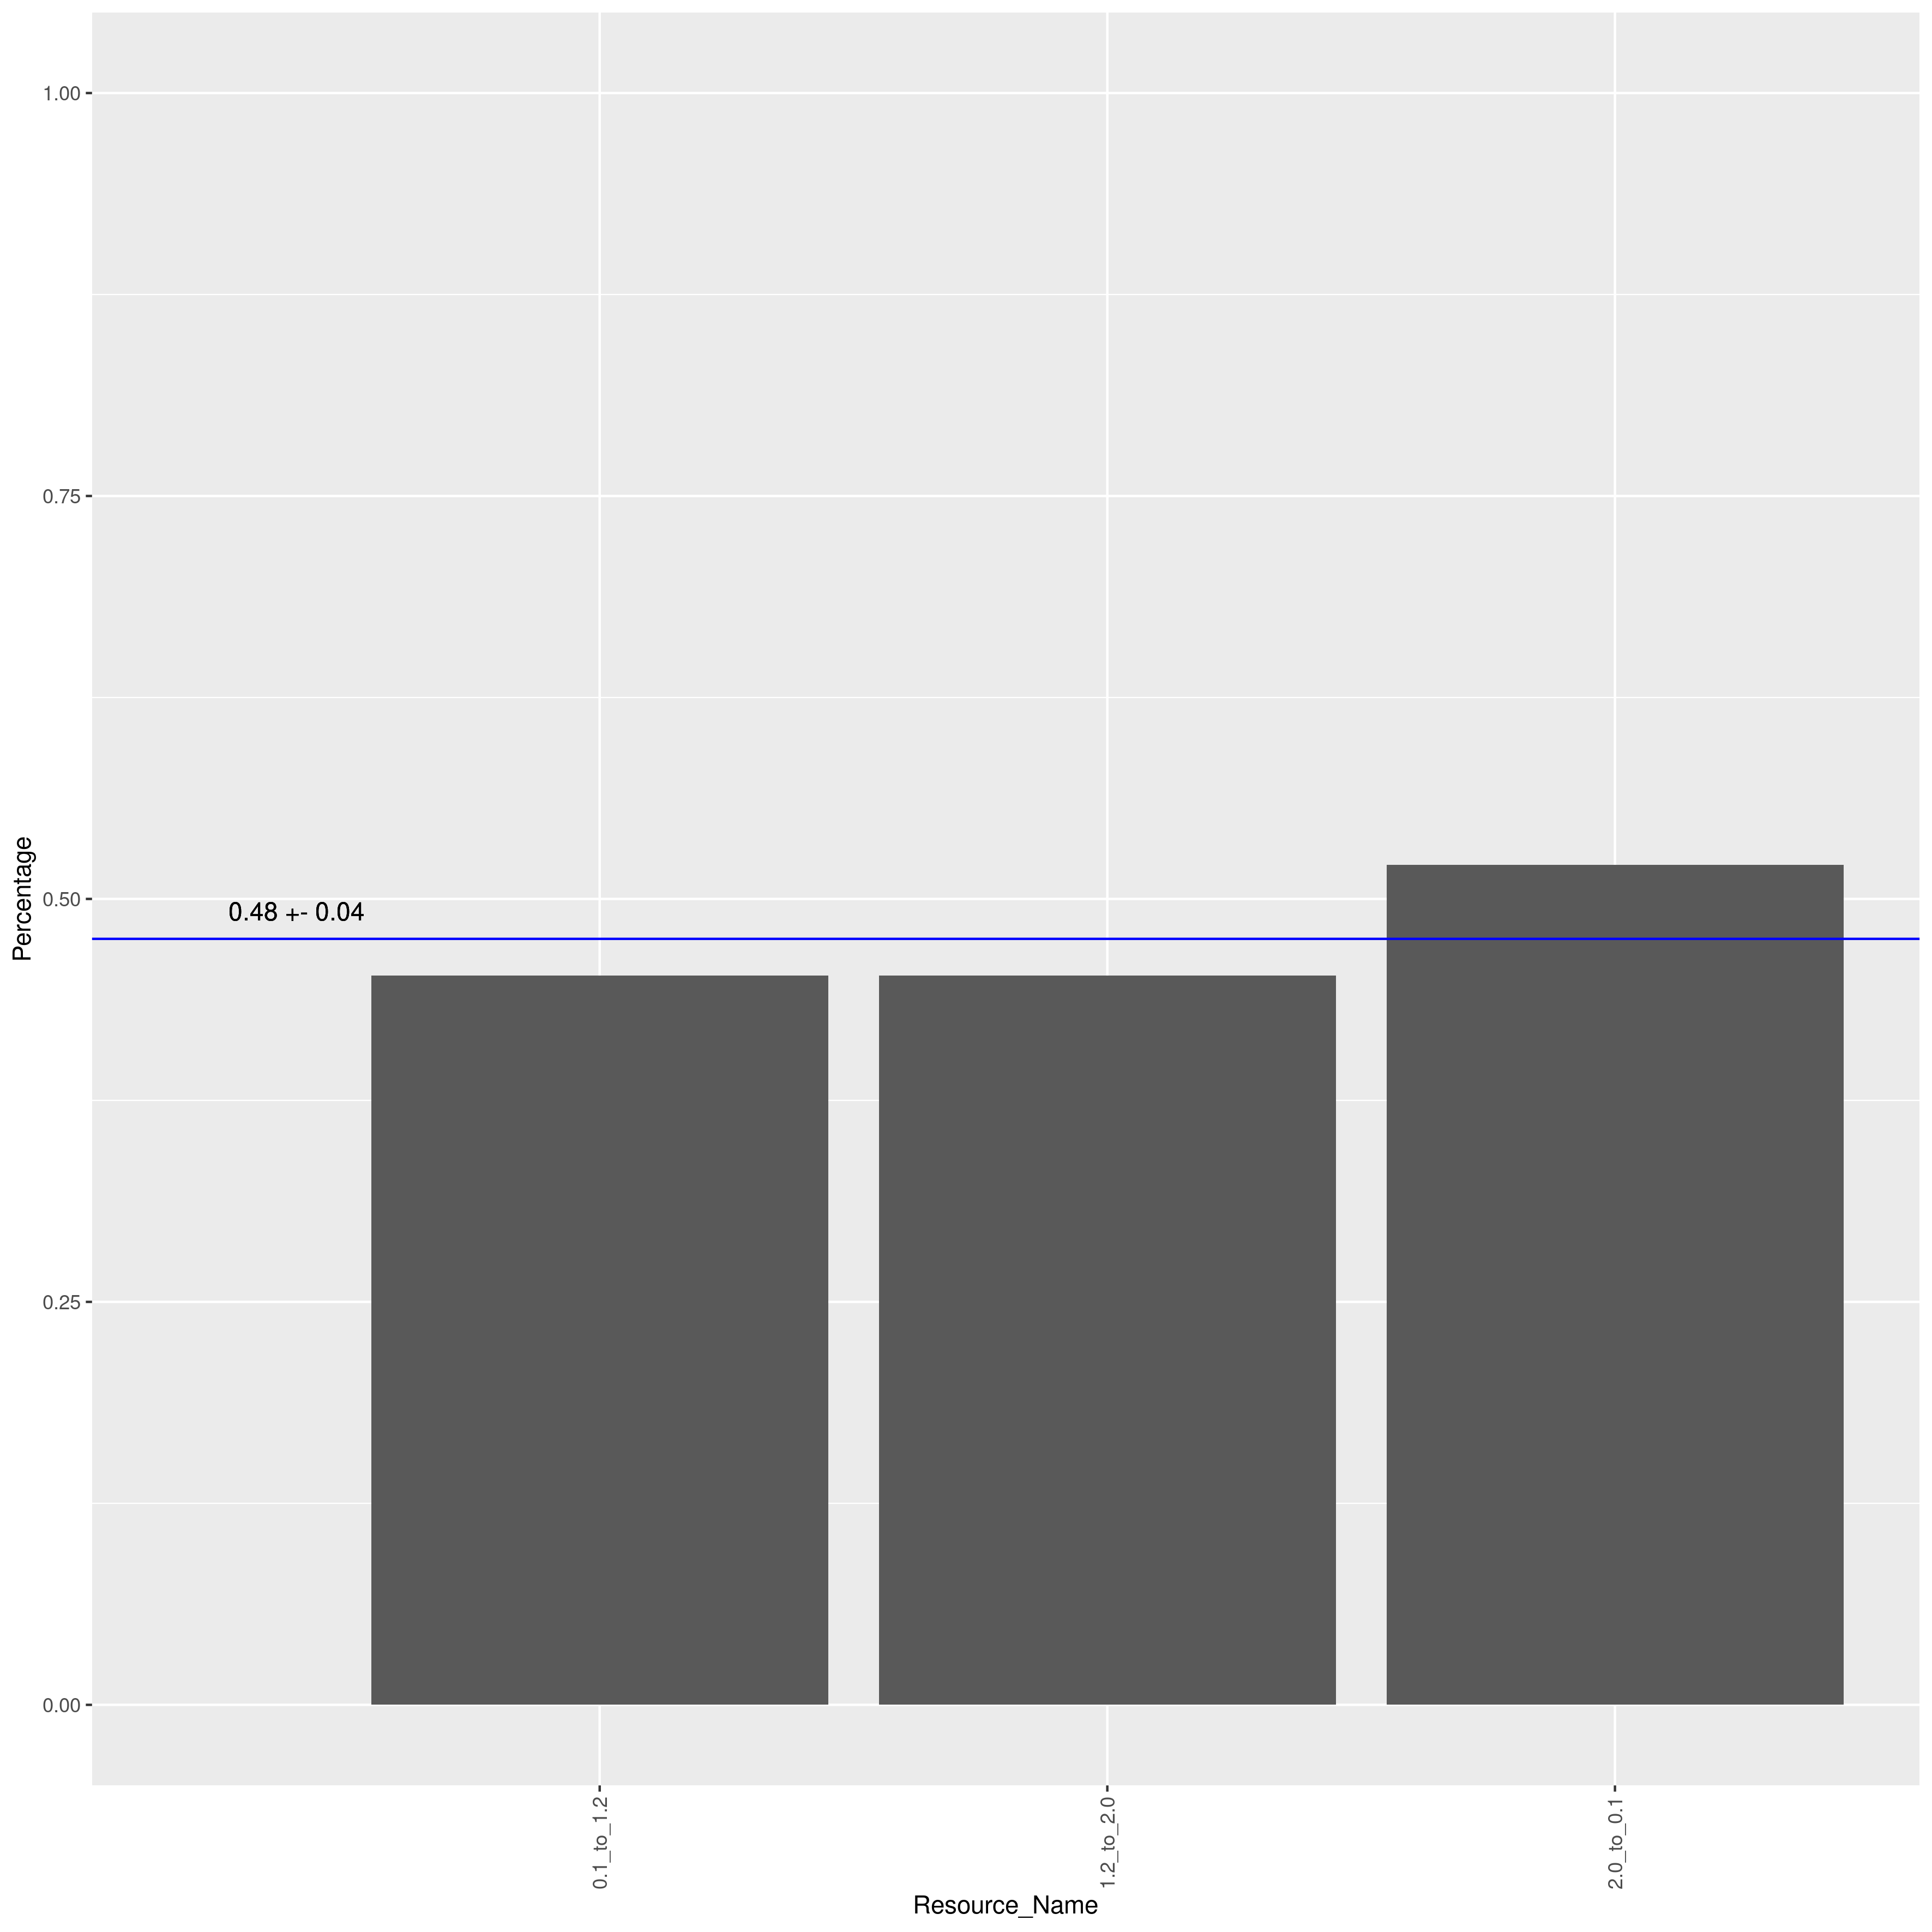 Percentage
1.00
0.75
0.50
0.25
0.00
0.48 +- 0.04
0.1_to_1.2
1.2_to_2.0
2.0_to_0.1
Resource_Name